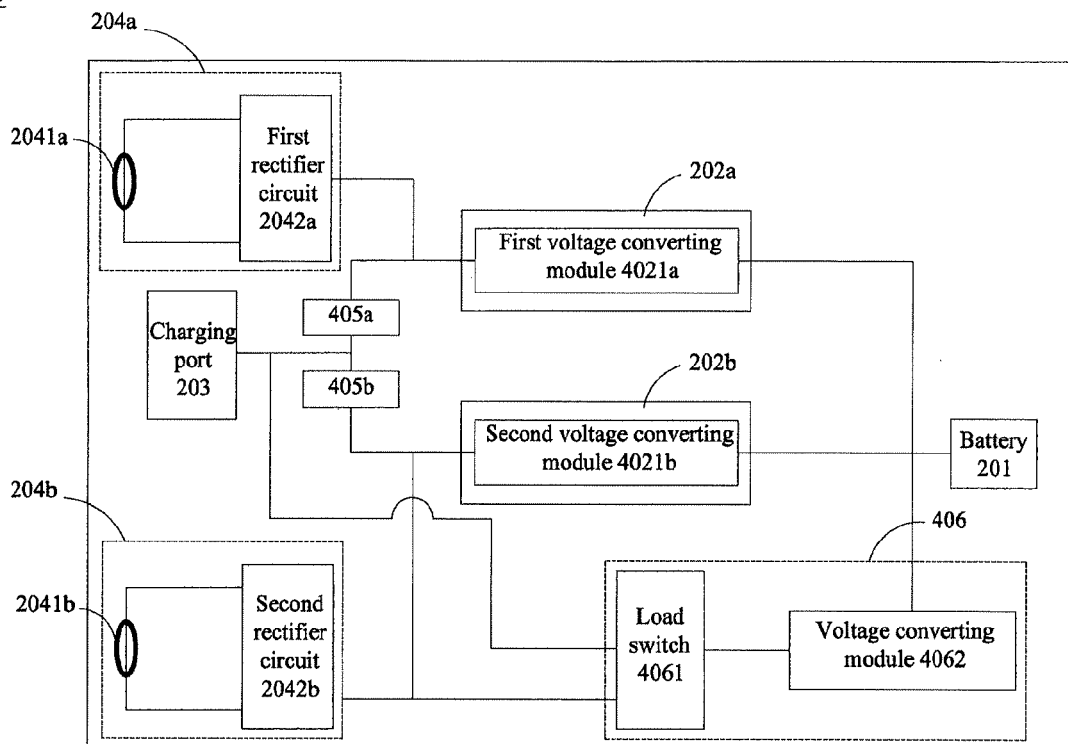 204a
2041a
First
rectifier
circuit
2042a
202a
First voltage converting
module 4021a
405a
Charging
port
203
405b
202b
Second voltage converting
module 4021b
Battery
201
204b
406
2041b
Second
rectifier
circuit
2042b
Load
switch
4061
Voltage converting
module 4062